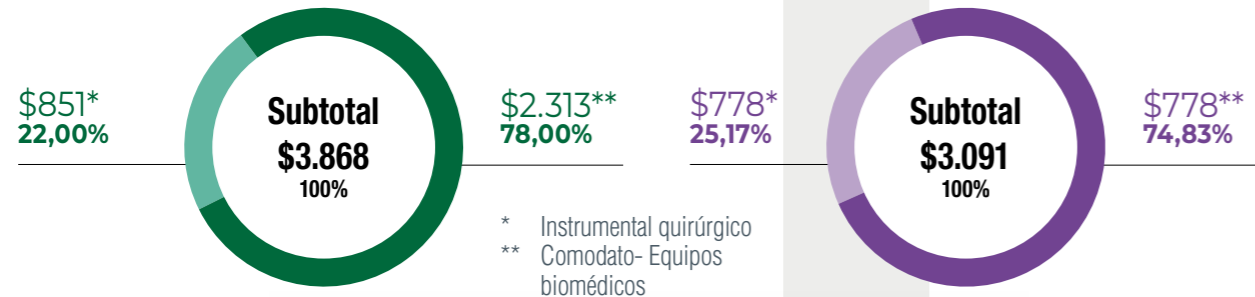 $851*
22,00%
Subtotal
$3.868
100%
$2.313**
78,00%
$778*
25,17%
Subtotal
$3.091
100%
$778**
74,83%
* Instrumental quirúrgico
** Comodato- Equipos
biomédicos